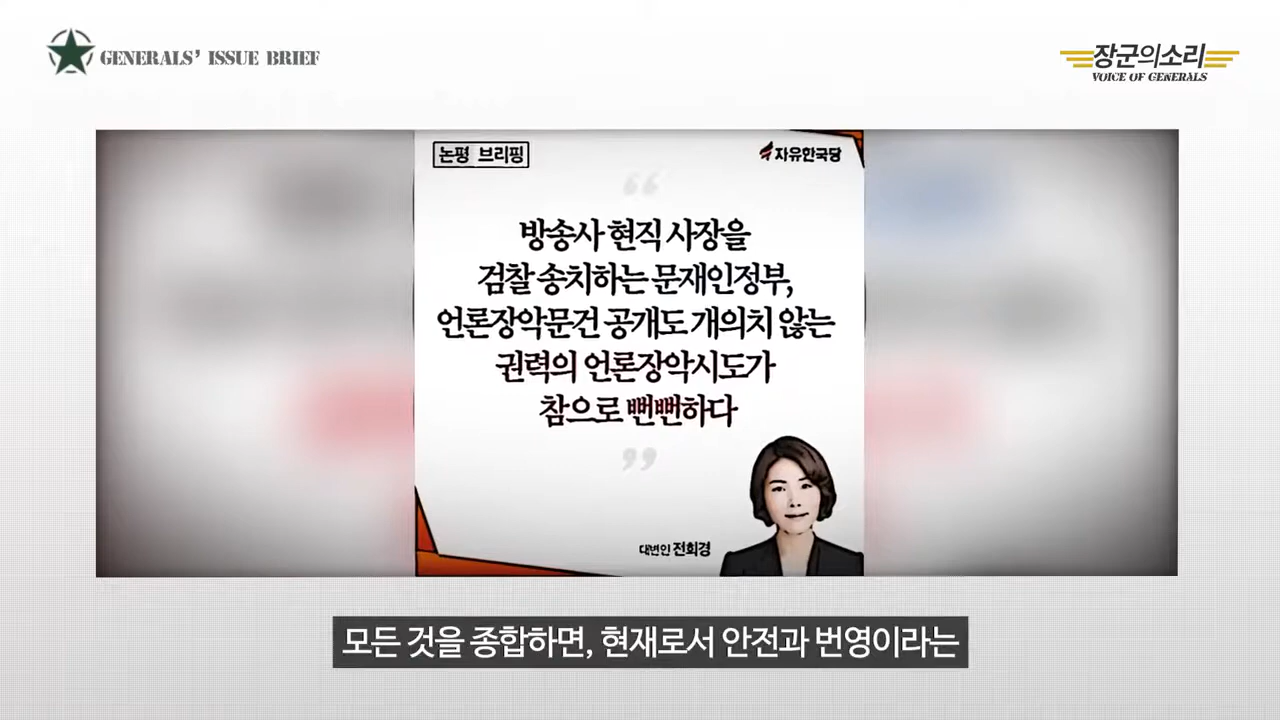 GENERALS' ISSUE BRIEF
장군의소리
VOICE OF GENERALS
논평 브리핑
자유한국당
“
방송사 현직 사장을
검찰 송치하는 문재인정부,
언론장악문건 공개도 개의치 않는
권력의 언론장악시도가
참으로 뻔뻔하다
”
대변인 전희경
모든 것을 종합하면, 현재로서 안전과 번영이라는